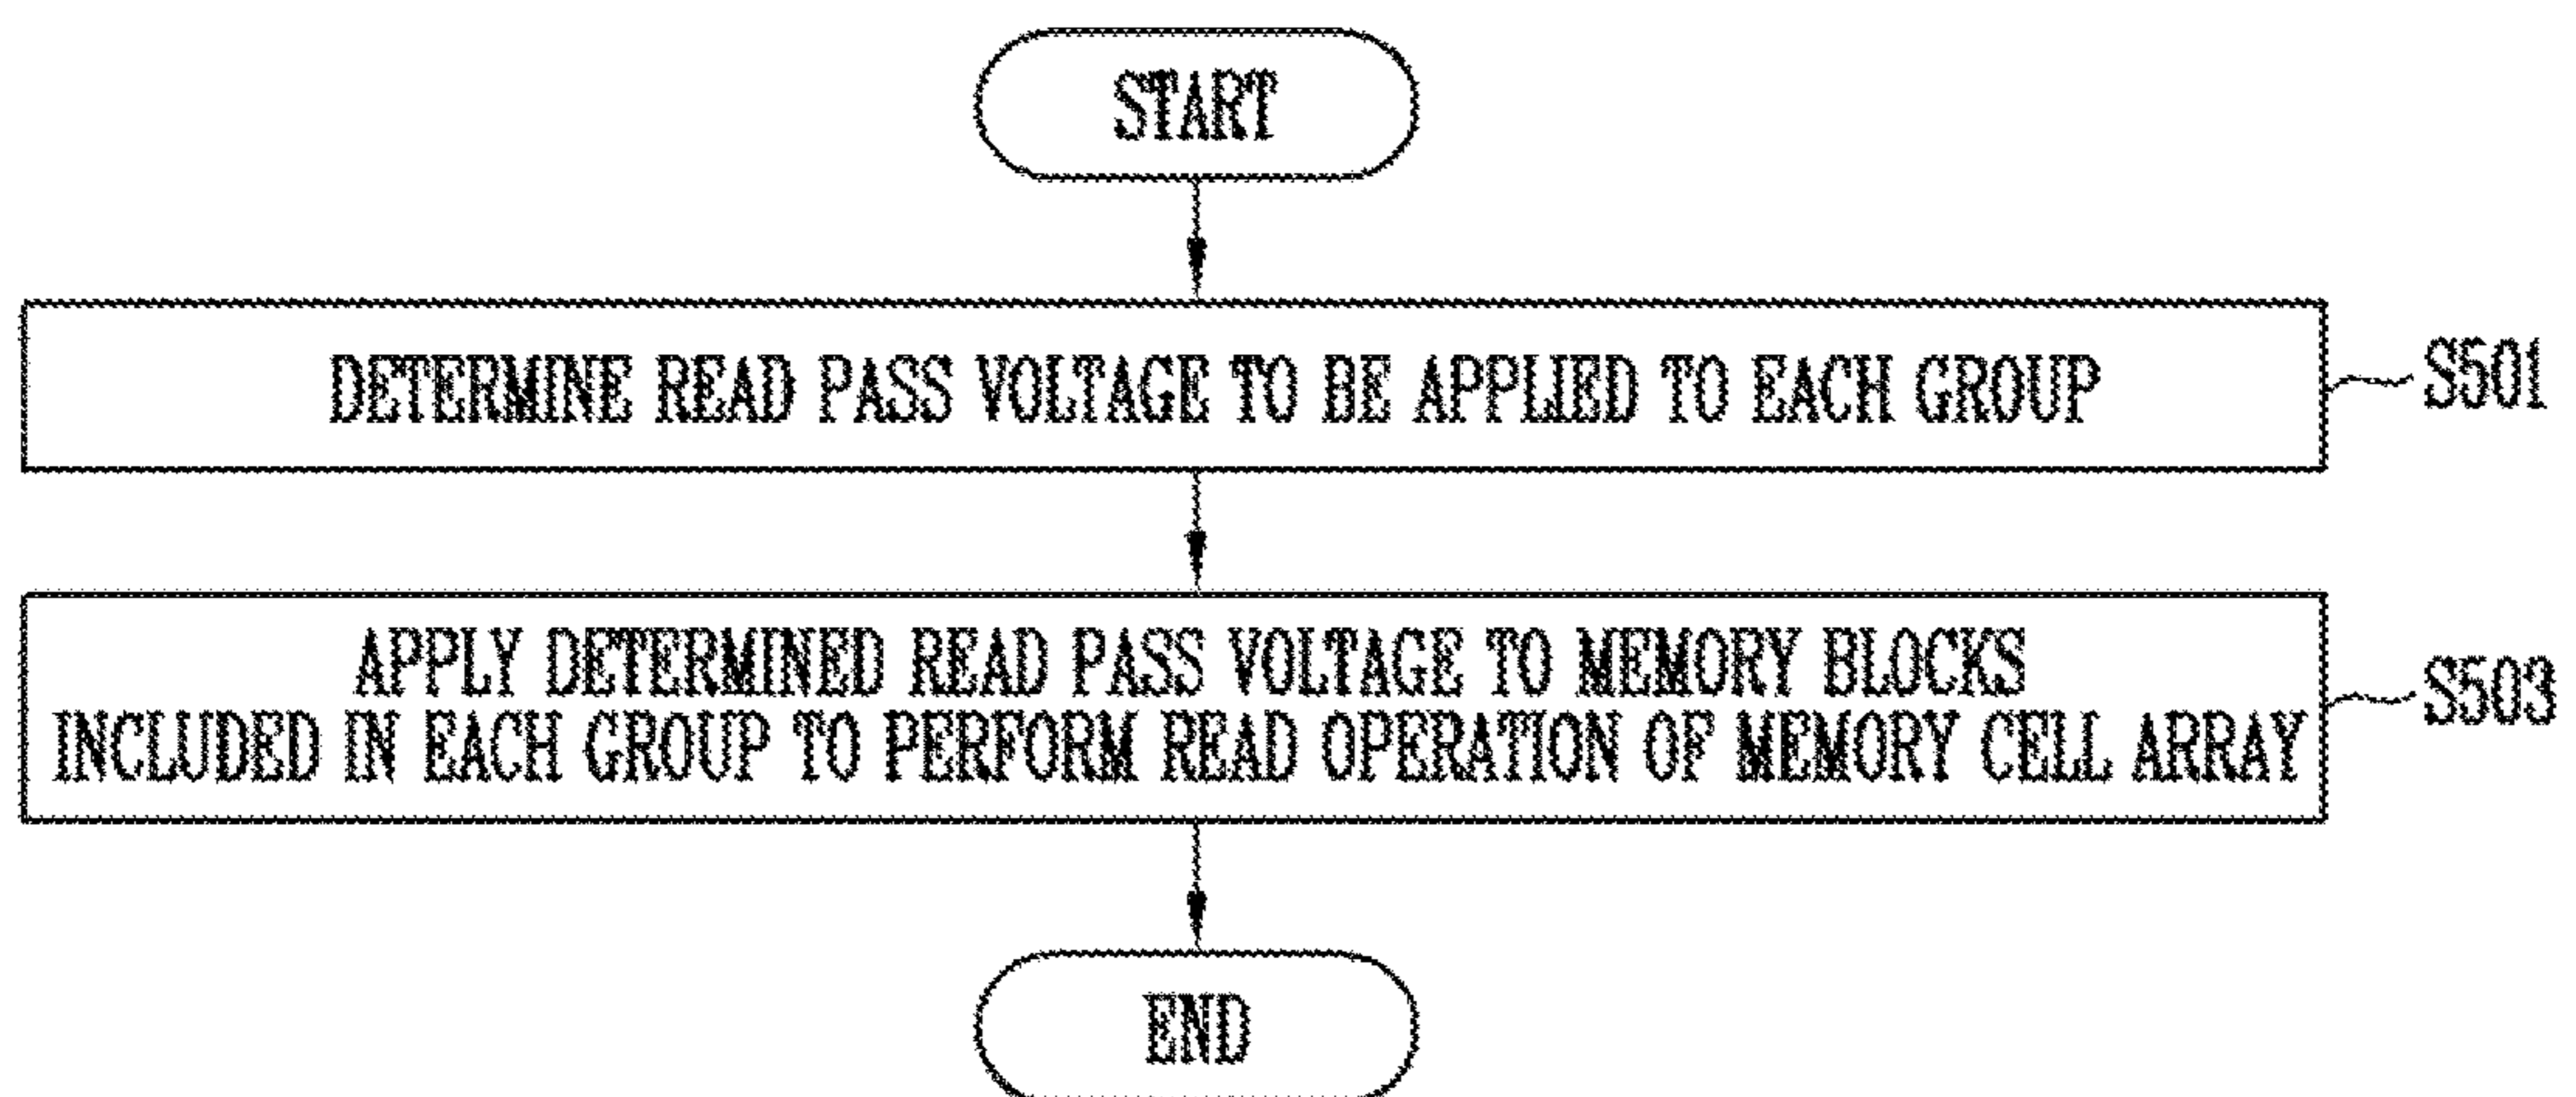 START
DETERMINE READ PASS VOLTAGE TO BE APPLIED TO EACH GROUP
S501
APPLY DETERMINED READ PASS VOLTAGE TO MEMORY BLOCKS
INCLUDED IN EACH GROUP TO PERFORM READ OPERATION OF MEMORY CELL ARRAY
S503
END